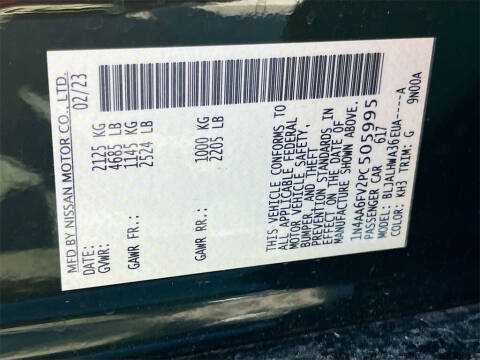 MFD BY NISSAN MOTOR CO., LTD.
DATE: 02/23
GVWR: 2125 KG
4685 LB
GAWR FR.: 1145 KG
2524 LB
GAWR RR.: 1000 KG
2205 LB
THIS VEHICLE CONFORMS TO
ALL APPLICABLE FEDERAL
MOTOR VEHICLE SAFETY,
BUMPER, AND THEFT
PREVENTION STANDARDS IN
EFFECT ON THE DATE OF
MANUFACTURE SHOWN ABOVE.
1N4AAGFV2PC505995
PASSENGER CAR 617
MODEL: BLJALHWA36EUA----A
COLOR: KH3 TRIM: G 9N00A